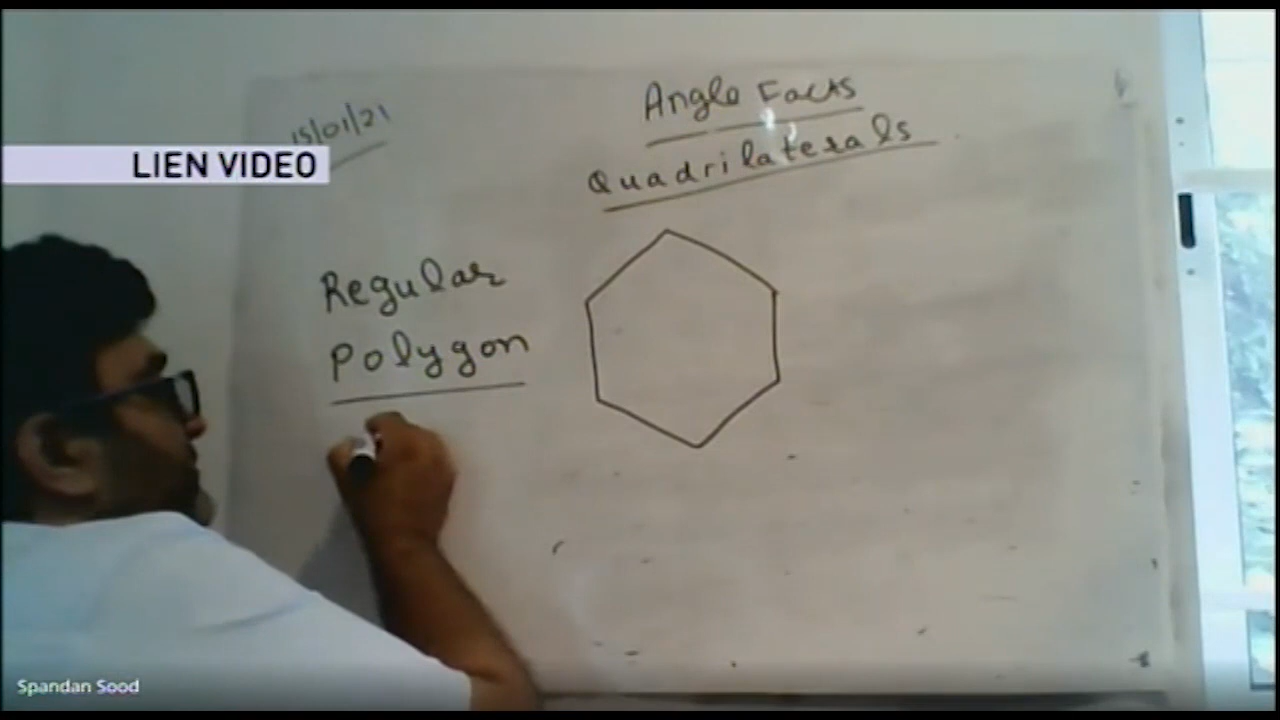 15/01/21
Angle Facts
Quadrilaterals
LIEN VIDEO
Regular
Polygon
Spandan Sood